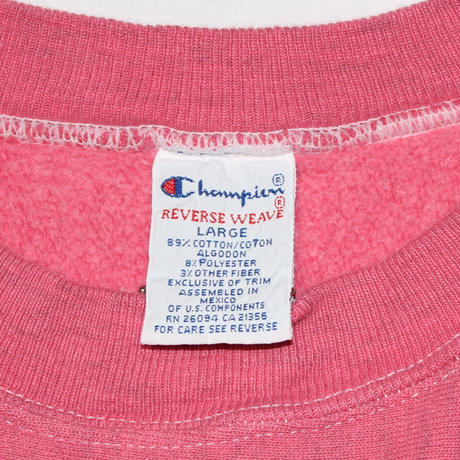 Champion®
REVERSE WEAVE®
LARGE
89% COTTON/COTON
ALGODON
8% POLYESTER
3% OTHER FIBER
EXCLUSIVE OF TRIM
ASSEMBLED IN
MEXICO
OF U.S. COMPONENTS
RN 26094 CA 21356
FOR CARE SEE REVERSE